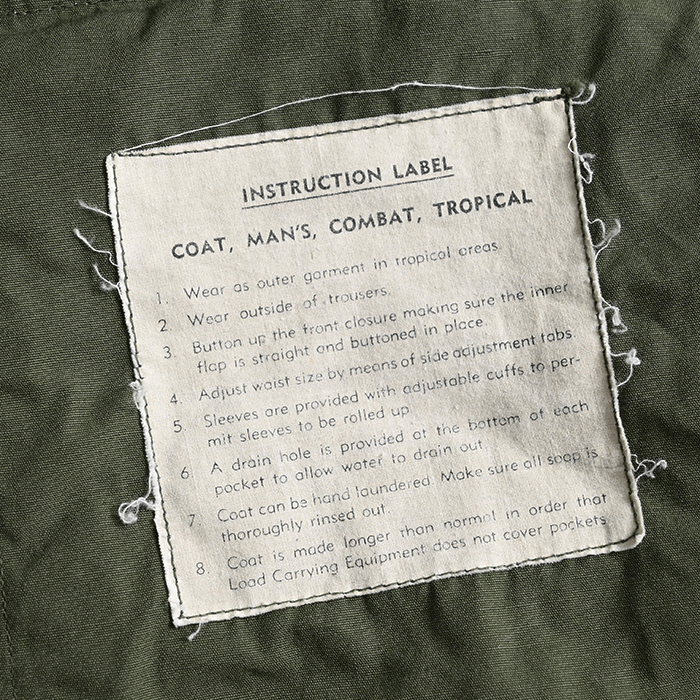 INSTRUCTION LABEL
COAT, MAN'S, COMBAT, TROPICAL
1. Wear as outer garment in tropical areas
2. Wear outside of trousers.
3. Button up the front closure making sure the inner
flap is straight and buttoned in place.
4. Adjust waist size by means of side adjustment tabs.
5. Sleeves are provided with adjustable cuffs to per-
mit sleeves to be rolled up.
6. A drain hole is provided at the bottom of each
pocket to allow water to drain out.
7. Coat can be hand laundered. Make sure all soap is
thoroughly rinsed out.
8. Coat is made longer than normal in order that
Load Carrying Equipment does not cover pockets